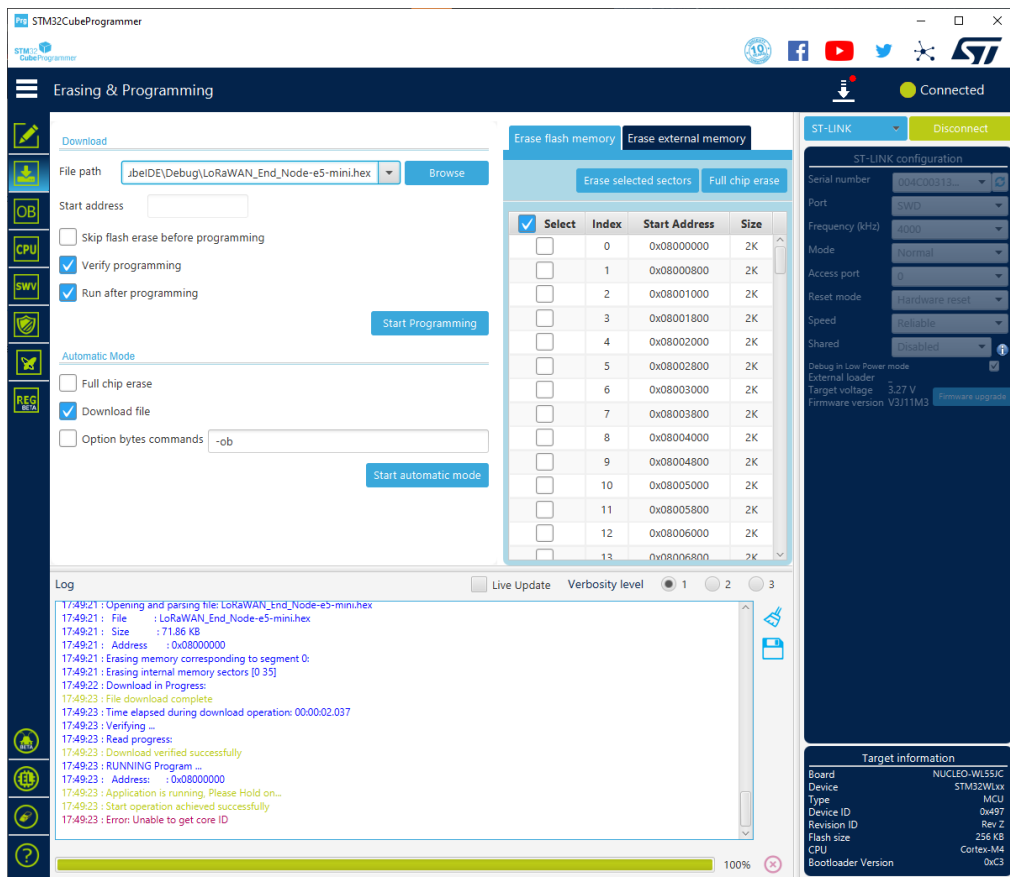 Prg STM32CubeProgrammer
STM32
CubeProgrammer
19
Erasing & Programming
Connected
OB
CPU
SWV
REG
BETA
BETA
Download
File path
ubeIDE\Debug\LoRaWAN_End_Node-e5-mini.hex
Browse
Start address
Skip flash erase before programming
Verify programming
Run after programming
Start Programming
Automatic Mode
Full chip erase
Download file
Option bytes commands
-ob
Start automatic mode
Erase flash memory Erase external memory
Erase selected sectors Full chip erase
Select Index Start Address Size
0 0x08000000 2K
1 0x08000800 2K
2 0x08001000 2K
3 0x08001800 2K
4 0x08002000 2K
5 0x08002800 2K
6 0x08003000 2K
7 0x08003800 2K
8 0x08004000 2K
9 0x08004800 2K
10 0x08005000 2K
11 0x08005800 2K
12 0x08006000 2K
13 0x08006800 2K
ST-LINK Disconnect
ST-LINK configuration
Serial number 004C00313...
Port SWD
Frequency (kHz) 4000
Mode Normal
Access port 0
Reset mode Hardware reset
Speed Reliable
Shared Disabled
Debug in Low Power mode
External loader _
Target voltage 3.27 V
Firmware version V3J11M3 Firmware upgrade
Log
Live Update Verbosity level 1 2 3
17:49:21 : Opening and parsing file: LoRaWAN_End_Node-e5-mini.hex
17:49:21 : File : LoRaWAN_End_Node-e5-mini.hex
17:49:21 : Size : 71.86 KB
17:49:21 : Address : 0x08000000
17:49:21 : Erasing memory corresponding to segment 0:
17:49:21 : Erasing internal memory sectors [0 35]
17:49:22 : Download in Progress:
17:49:23 : File download complete
17:49:23 : Time elapsed during download operation: 00:00:02.037
17:49:23 : Verifying ...
17:49:23 : Read progress:
17:49:23 : Download verified successfully
17:49:23 : RUNNING Program ...
17:49:23 : Address: : 0x08000000
17:49:23 : Application is running, Please Hold on...
17:49:23 : Start operation achieved successfully
17:49:23 : Error: Unable to get core ID
100%
Target information
Board NUCLEO-WL55JC
Device STM32WLxx
Type MCU
Device ID 0x497
Revision ID Rev Z
Flash size 256 KB
CPU Cortex-M4
Bootloader Version 0xC3